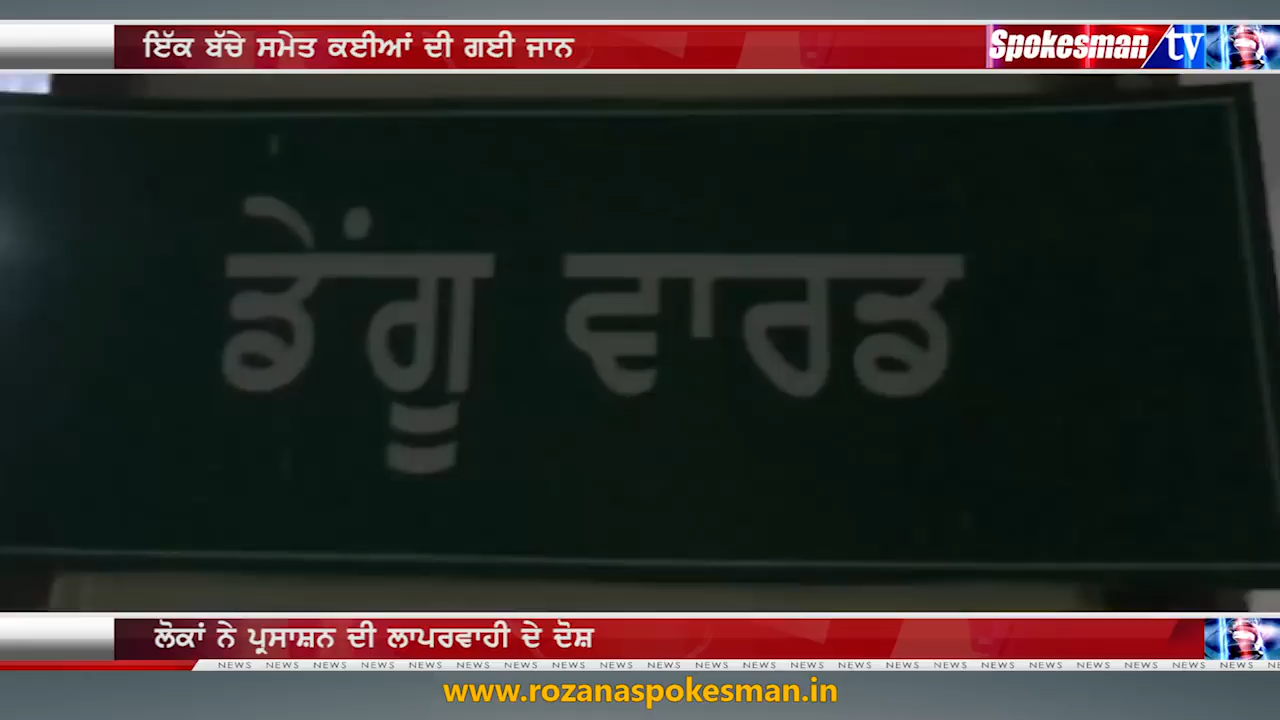 ਇੱਕ ਬੱਚੇ ਸਮੇਤ ਕਈਆਂ ਦੀ ਗਈ ਜਾਨ
Spokesman tv
ਡੇਂਗੂ ਵਾਰਡ
ਲੋਕਾਂ ਨੇ ਪ੍ਰਸਾਸ਼ਨ ਦੀ ਲਾਪਰਵਾਹੀ ਦੇ ਦੋਸ਼
NEWS NEWS NEWS NEWS NEWS NEWS NEWS NEWS NEWS NEWS NEWS NEWS NEWS NEWS NEWS NEWS NEWS NEWS NEWS NEWS NEWS NEWS
www.rozanaspokesman.in